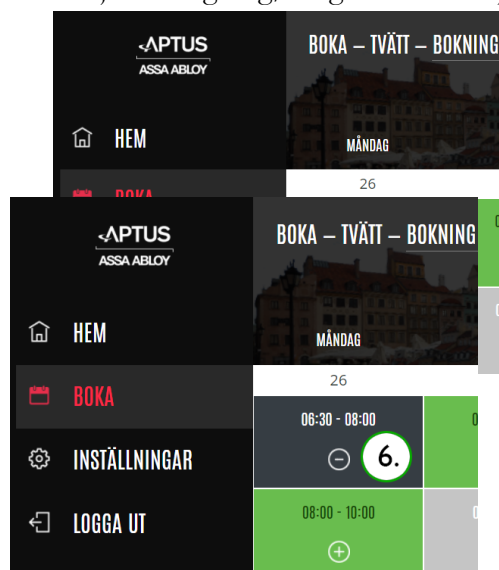 APTUS
ASSA ABLOY
BOKA – TVÄTT – BOKNING
HEM
MÅNDAG
26
BOKA
APTUS
ASSA ABLOY
BOKA – TVÄTT – BOKNING
HEM
MÅNDAG
26
BOKA
06:30 - 08:00
6.
INSTÄLLNINGAR
LOGGA UT
08:00 - 10:00